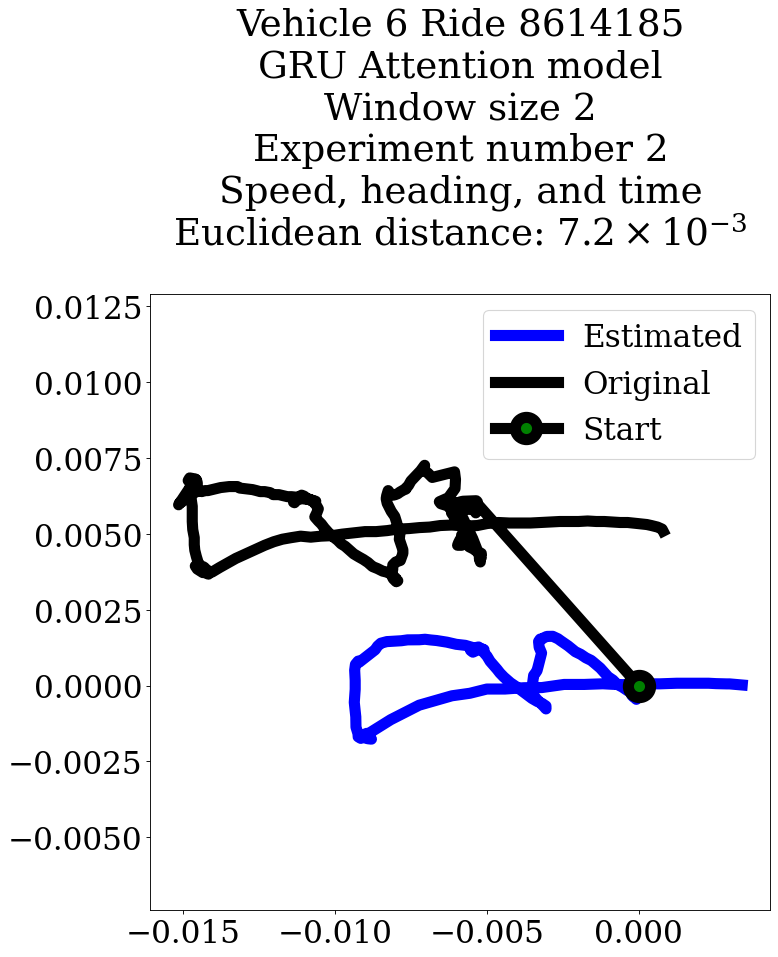 Vehicle 6 Ride 8614185
GRU Attention model
Window size 2
Experiment number 2
Speed, heading, and time
Euclidean distance: 7.2 × 10⁻³
0.0125
0.0100
0.0075
0.0050
0.0025
0.0000
−0.0025
−0.0050
Estimated
Original
Start
−0.015 −0.010 −0.005 0.000